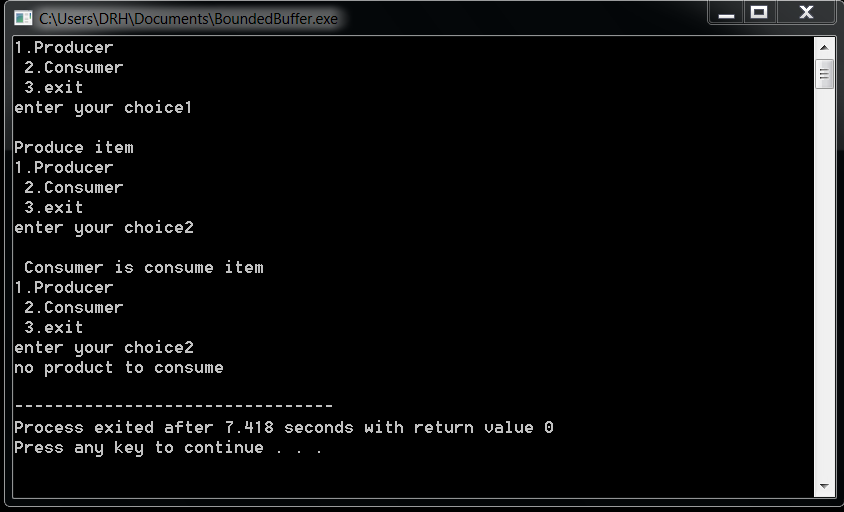 C:\Users\DRH\Documents\BoundedBuffer.exe
1.Producer
 2.Consumer
 3.exit
enter your choice1

Produce item
1.Producer
 2.Consumer
 3.exit
enter your choice2

 Consumer is consume item
1.Producer
 2.Consumer
 3.exit
enter your choice2
no product to consume

--------------------------------
Process exited after 7.418 seconds with return value 0
Press any key to continue . . .